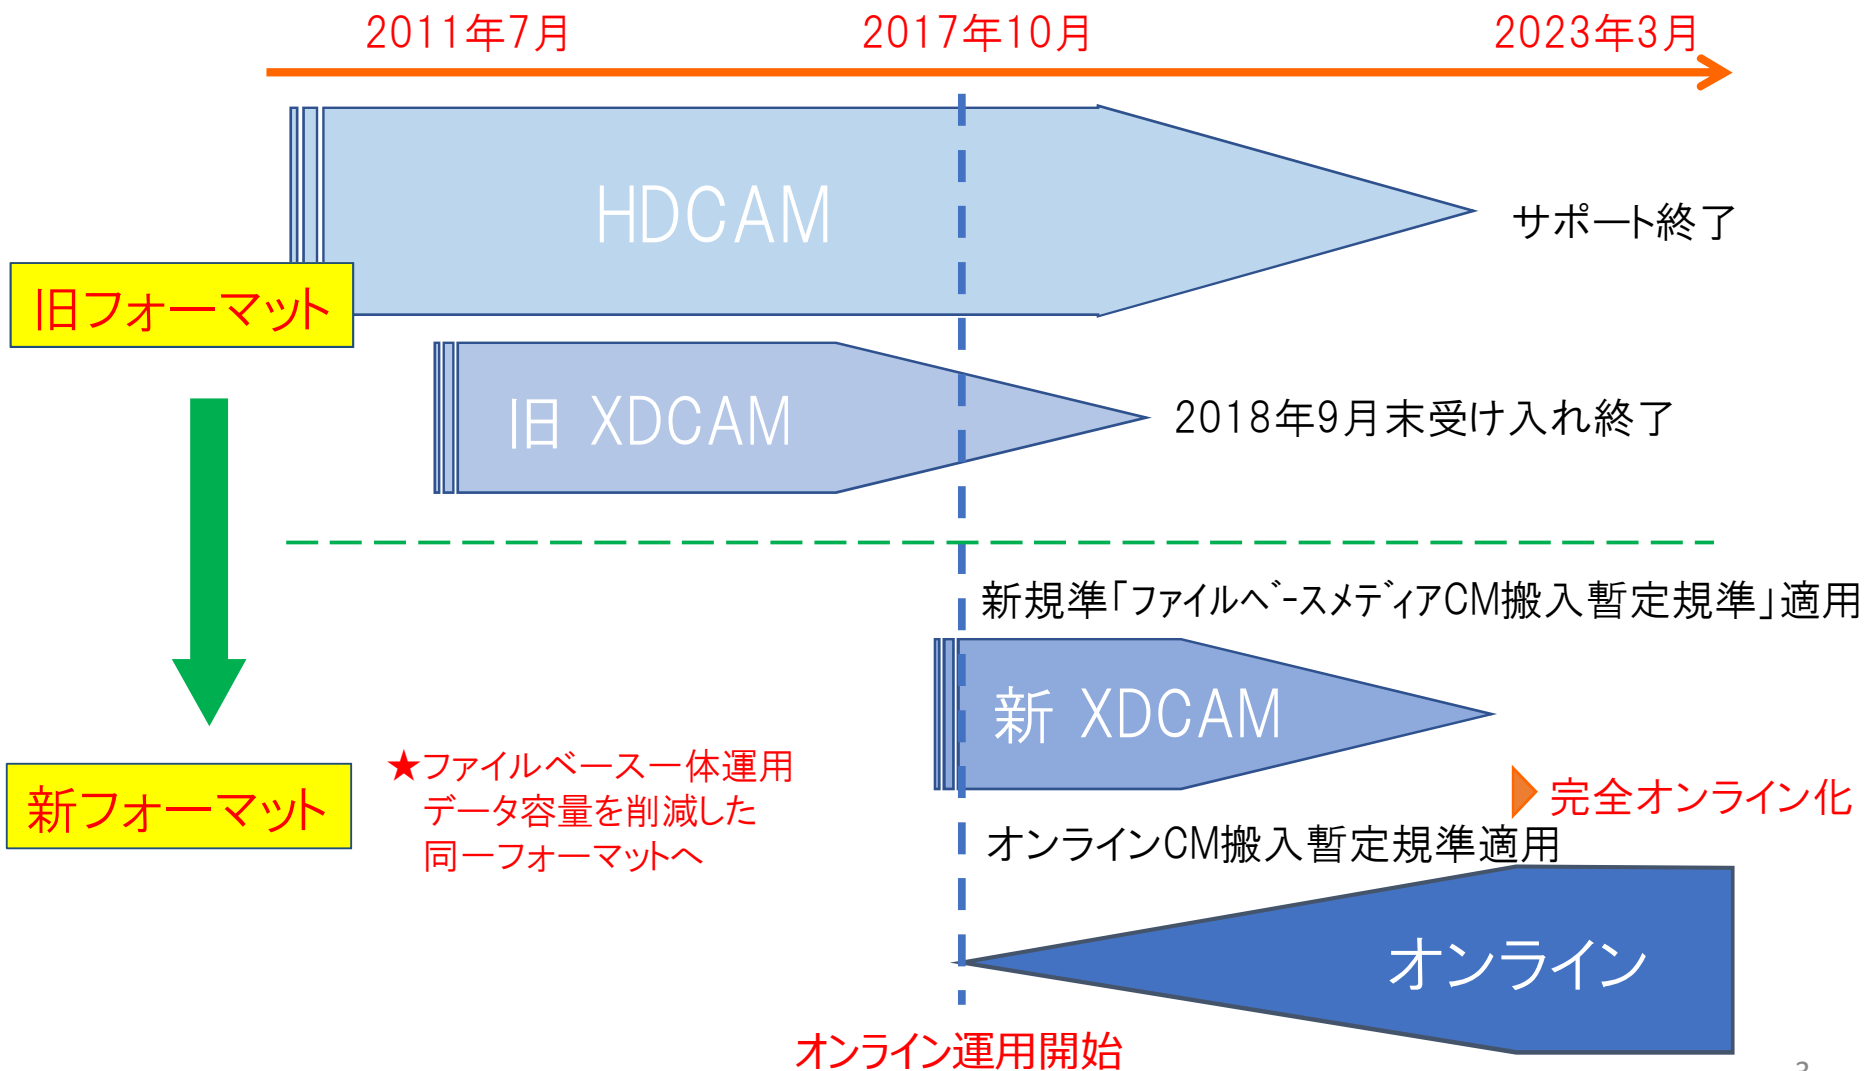 2011年7月
2017年10月
2023年3月
HDCAM
サポート終了
旧フォーマット
旧 XDCAM
2018年9月末受け入れ終了
新規準「ファイルベースメディアCM搬入暫定規準」適用
新 XDCAM
★ファイルベース一体運用
データ容量を削減した
同一フォーマットへ
新フォーマット
完全オンライン化
オンラインCM搬入暫定規準適用
オンライン
オンライン運用開始